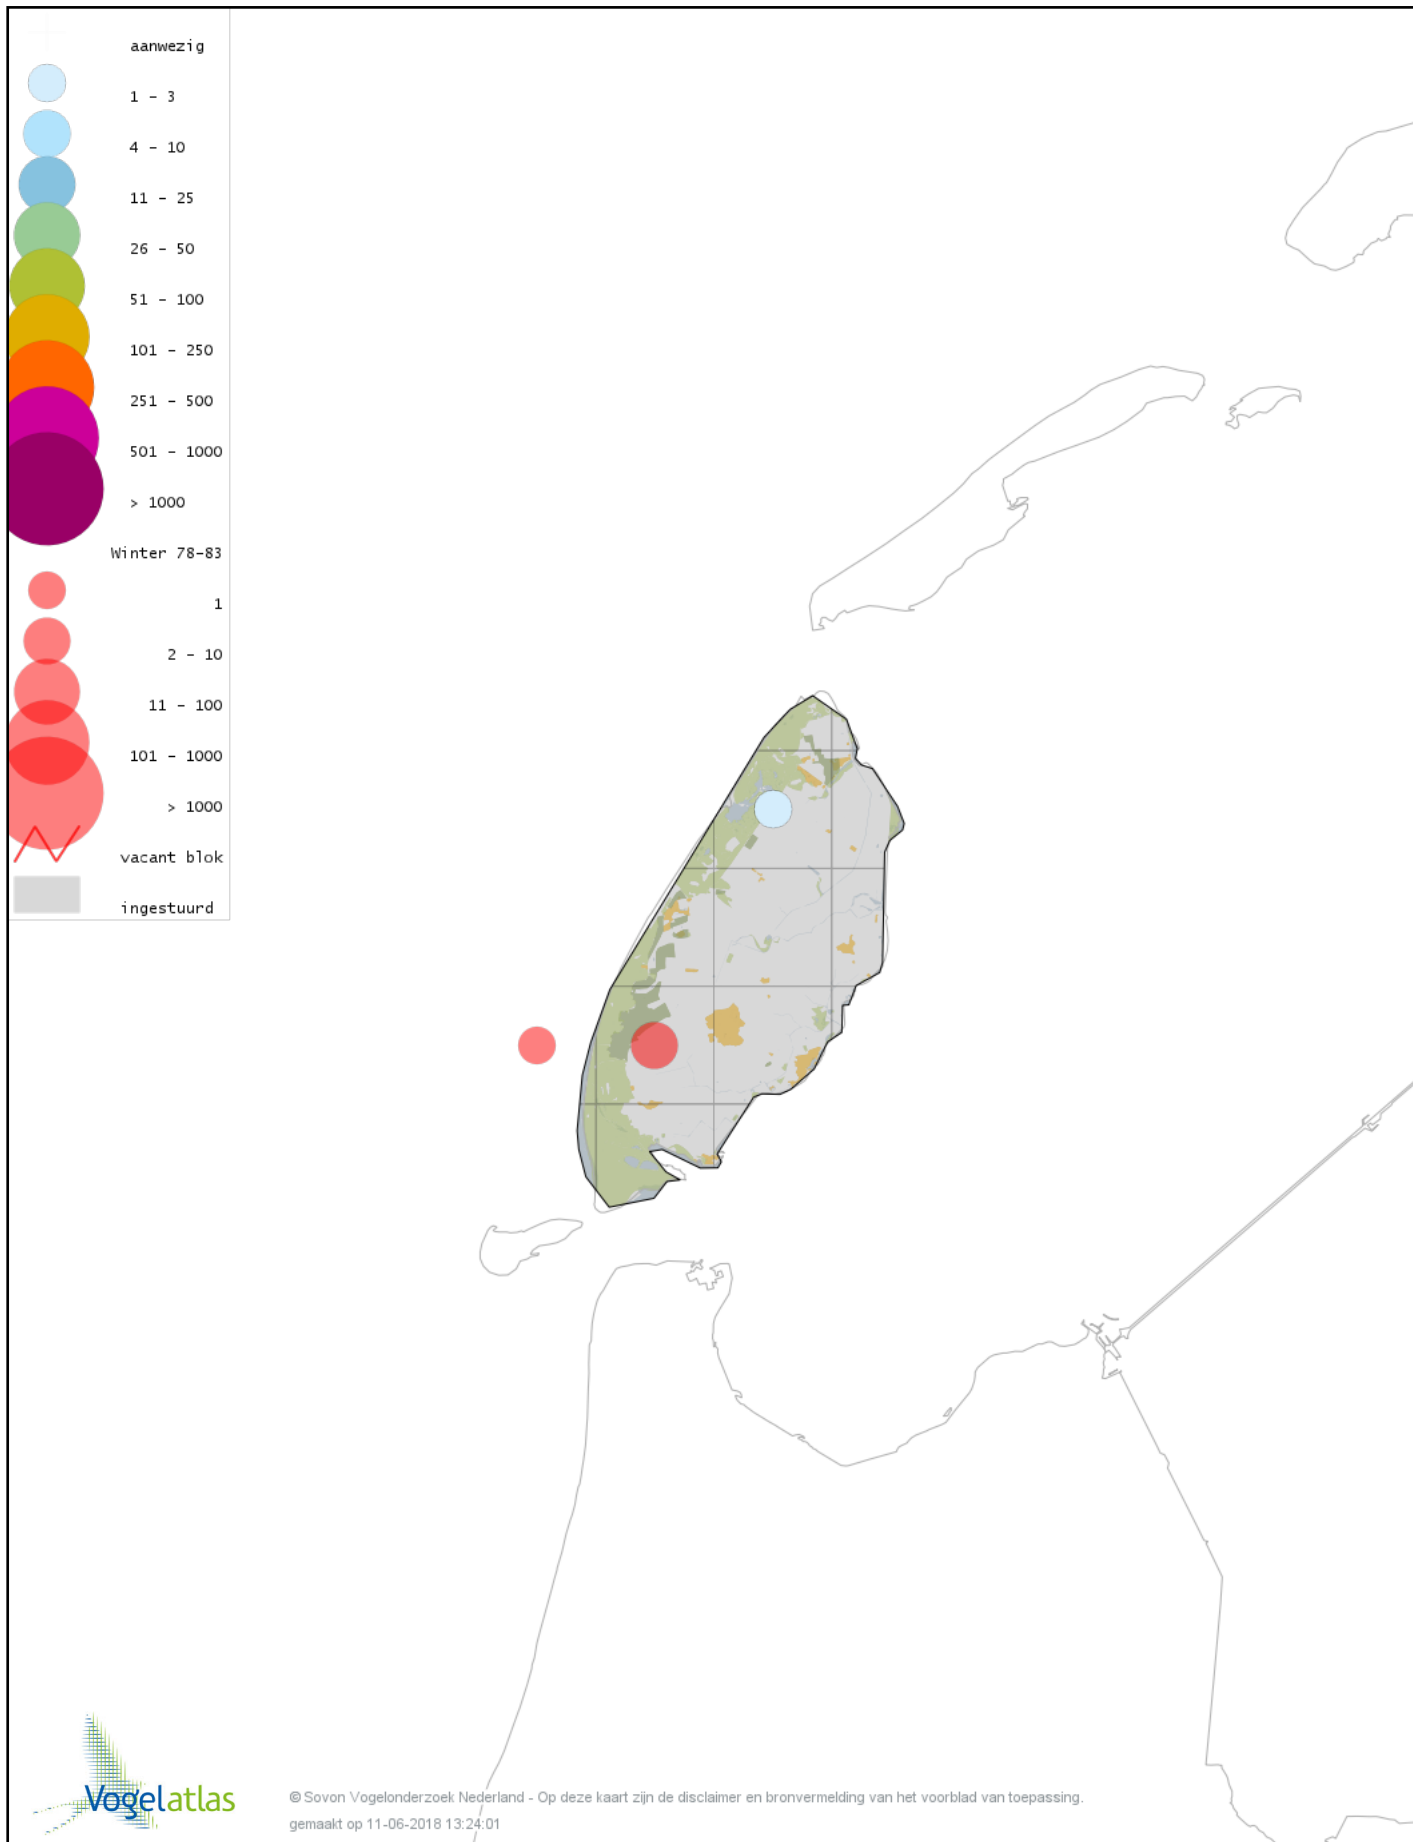 aanwezig
1 – 3
4 – 10
11 – 25
26 – 50
51 – 100
101 – 250
251 – 500
501 – 1000
> 1000
Winter 78–83
1
2 – 10
11 – 100
101 – 1000
> 1000
vacant blok
ingestuurd
Vogelatlas
© Sovon Vogelonderzoek Nederland - Op deze kaart zijn de disclaimer en bronvermelding van het voorblad van toepassing.
gemaakt op 11-06-2018 13:24:01